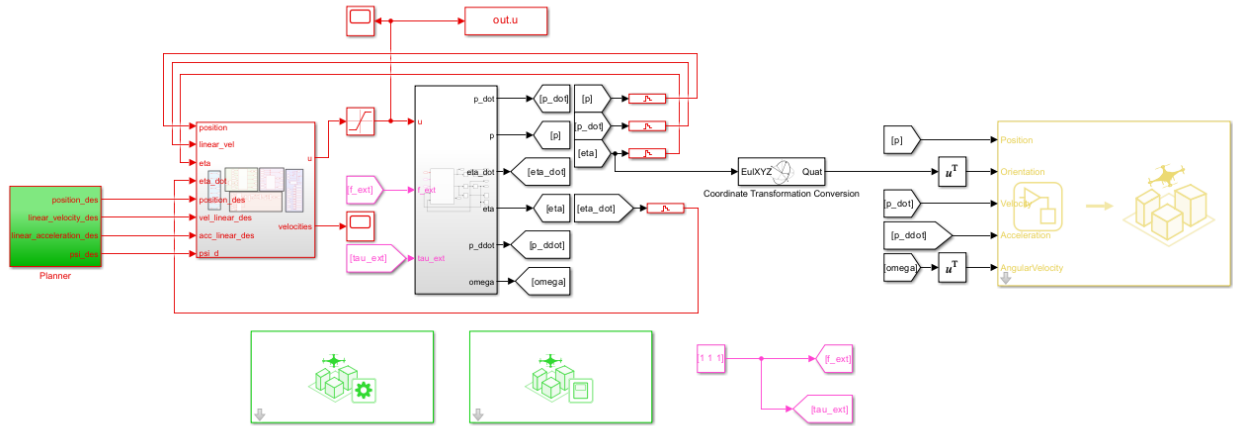 out.u
position
linear_vel
eta
eta_dot
position_des
vel_linear_des
acc_linear_des
psi_d
u
velocities
position_des
linear_velocity_des
linear_acceleration_des
psi_des
Planner
[f_ext]
[tau_ext]
u
f_ext
tau_ext
p_dot
p
eta_dot
eta
p_ddot
omega
[p_dot]
[p]
[eta_dot]
[eta]
[p_ddot]
[omega]
[p]
[p_dot]
[eta]
[eta_dot]
EulXYZ
Quat
Coordinate Transformation Conversion
[p]
[p_dot]
[p_ddot]
[omega]
uT
uT
Position
Orientation
Velocity
Acceleration
AngularVelocity
[1 1 1]
[f_ext]
[tau_ext]